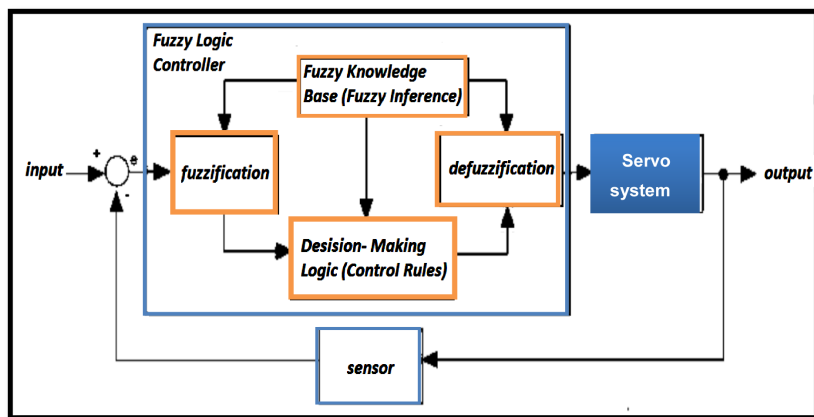 Fuzzy Logic
Controller
Fuzzy Knowledge
Base (Fuzzy Inference)
input
+
e
-
fuzzification
defuzzification
Servo
system
output
Desision- Making
Logic (Control Rules)
sensor